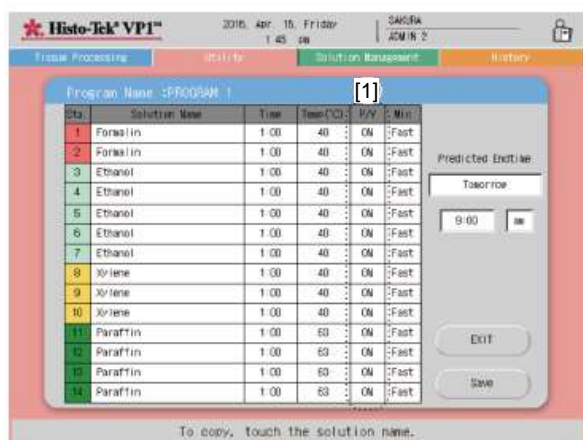 Histo-Tek® VP1™ 2016. Apr. 15. Friday SAKURA
1 45 pm ADMIN 2
Tissue Processing Utility Solution Management History
Program Name :PROGRAM 1 [1]
Sta. Solution Name Time Temp(°C) P/V Mix
1 Formalin 1:00 40 ON Fast
2 Formalin 1:00 40 ON Fast
3 Ethanol 1:00 40 ON Fast
4 Ethanol 1:00 40 ON Fast
5 Ethanol 1:00 40 ON Fast
6 Ethanol 1:00 40 ON Fast
7 Ethanol 1:00 40 ON Fast
8 Xylene 1:00 40 ON Fast
9 Xylene 1:00 40 ON Fast
10 Xylene 1:00 40 ON Fast
11 Paraffin 1:00 63 ON Fast
12 Paraffin 1:00 63 ON Fast
13 Paraffin 1:00 63 ON Fast
14 Paraffin 1:00 63 ON Fast
Predicted Endtime
Tomorrow
9:00 am
EXIT
Save
To copy, touch the solution name.